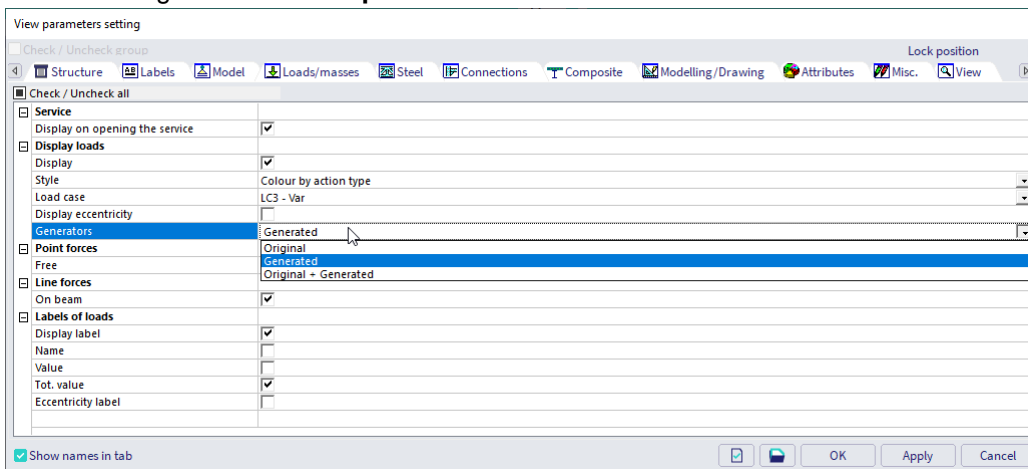 View parameters setting
Check / Uncheck group Lock position
Structure Labels Model Loads/masses Steel Connections Composite Modelling/Drawing Attributes Misc. View
Check / Uncheck all
Service
Display on opening the service
Display loads
Display
Style Colour by action type
Load case LC3 - Var
Display eccentricity
Generators Generated
Point forces Original
Generated
Free
Original + Generated
Line forces
On beam
Labels of loads
Display label
Name
Value
Tot. value
Eccentricity label
Show names in tab OK Apply Cancel